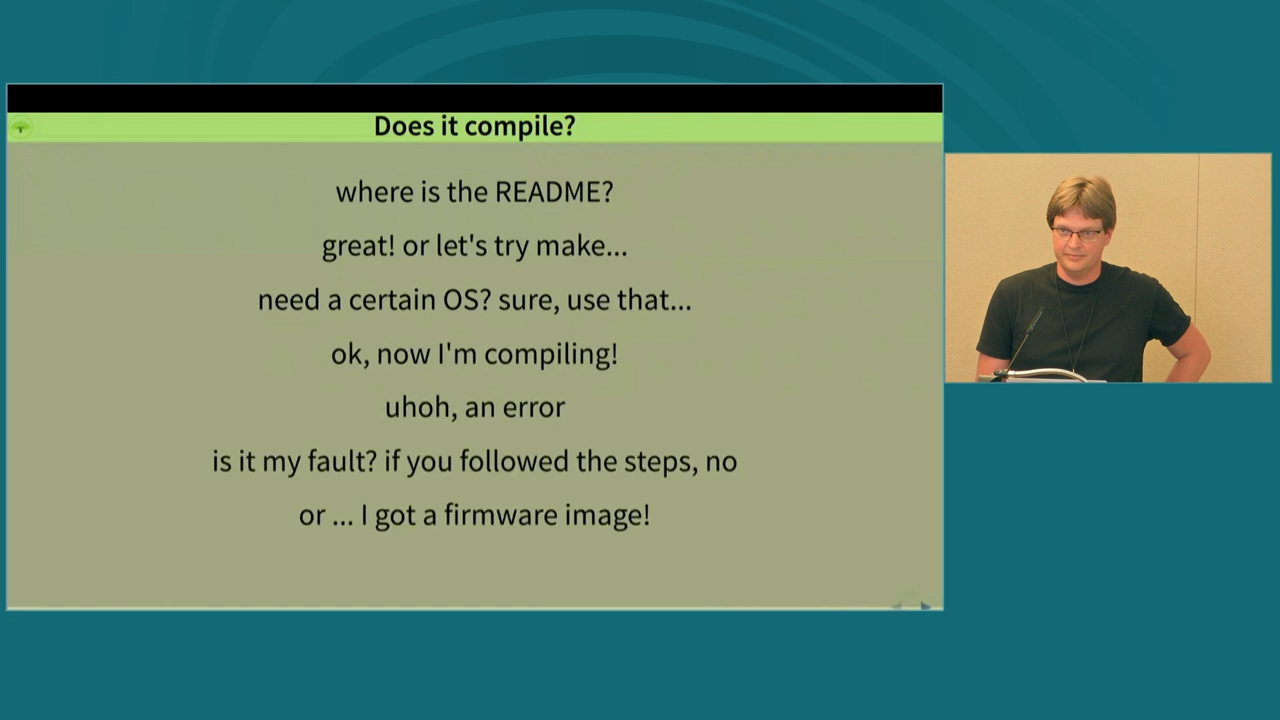 Does it compile?
where is the README?
great! or let's try make...
need a certain OS? sure, use that...
ok, now I'm compiling!
uhoh, an error
is it my fault? if you followed the steps, no
or ... I got a firmware image!